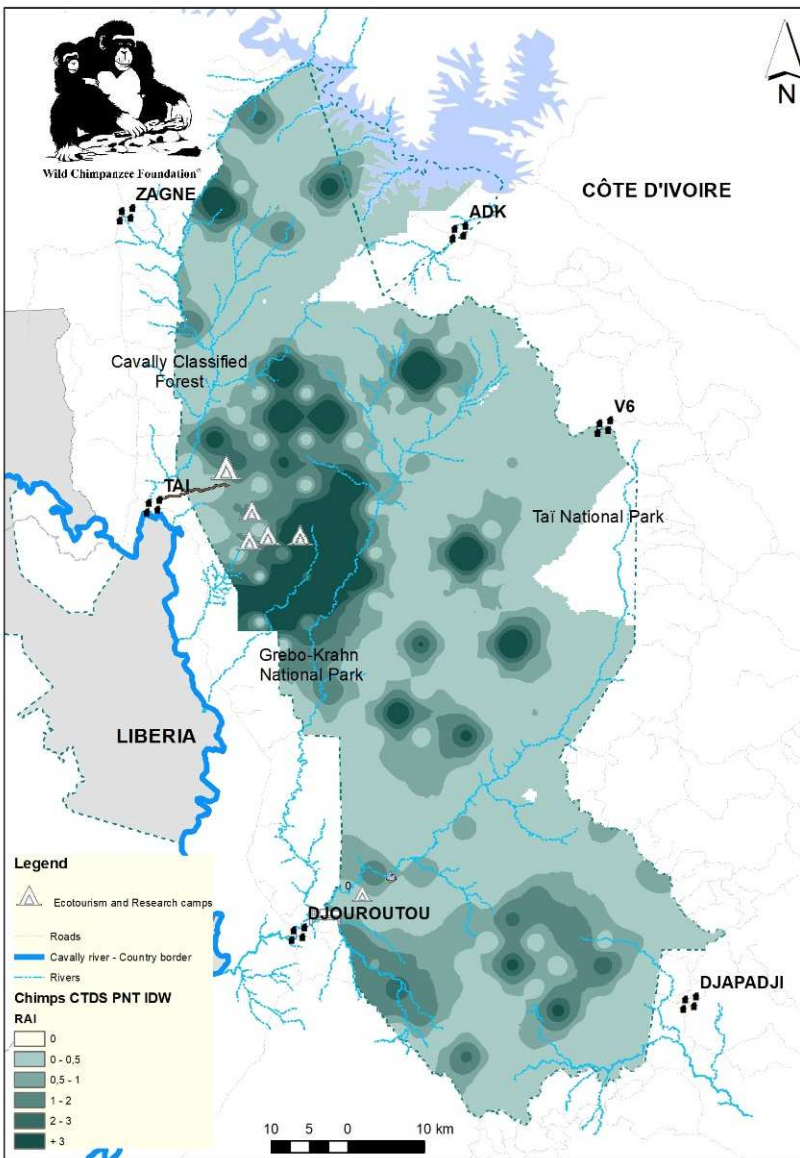 Wild Chimpanzee Foundation®
N
ZAGNE
CÔTE D'IVOIRE
ADK
Cavally Classified
Forest
V6
TAI
Taï National Park
Grebo-Krahn
National Park
LIBERIA
0
DJOUROUTOU
DJAPADJI
Legend
Ecotourism and Research camps
Roads
Cavally river - Country border
Rivers
Chimps CTDS PNT IDW
RAI
0
0 - 0,5
0,5 - 1
1 - 2
2 - 3
+ 3
10 5 0 10 km